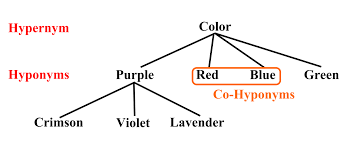 Hypernym Color
Hyponyms Purple Red Blue Green
Co-Hyponyms
Crimson Violet Lavender